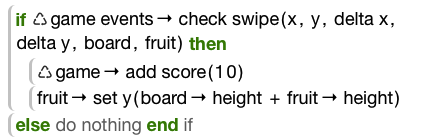 if ♺game events→ check swipe(x, y, delta x,
delta y, board, fruit) then
♺game→ add score(10)
fruit→ set y(board→ height + fruit→ height)
else do nothing end if